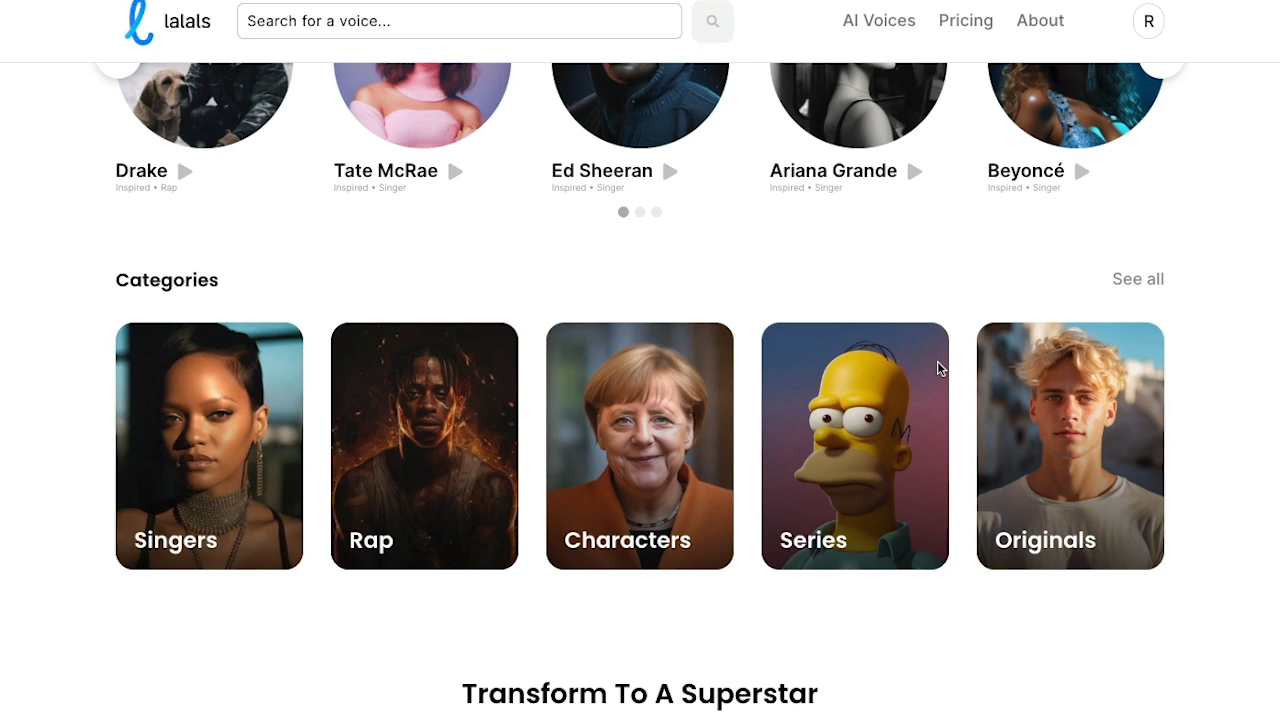 lalals Search for a voice... AI Voices Pricing About R
Drake Tate McRae Ed Sheeran Ariana Grande Beyoncé
Inspired • Rap Inspired • Singer Inspired • Singer Inspired • Singer Inspired • Singer
Categories See all
Singers Rap Characters Series Originals
Transform To A Superstar